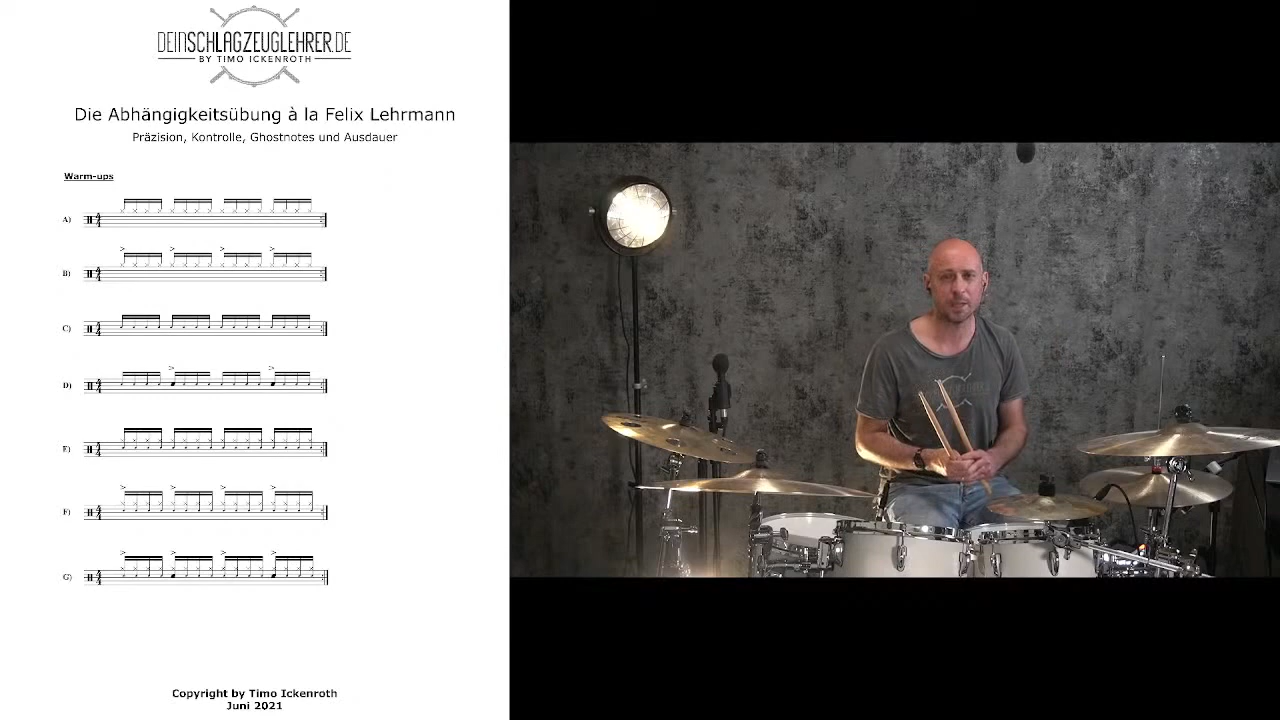 DEINSCHLAGZEUGLEHRER.DE
BY TIMO ICKENROTH
Die Abhängigkeitsübung à la Felix Lehrmann
Präzision, Kontrolle, Ghostnotes und Ausdauer
Warm-ups
A)
B)
C)
D)
E)
F)
G)
Copyright by Timo Ickenroth
Juni 2021